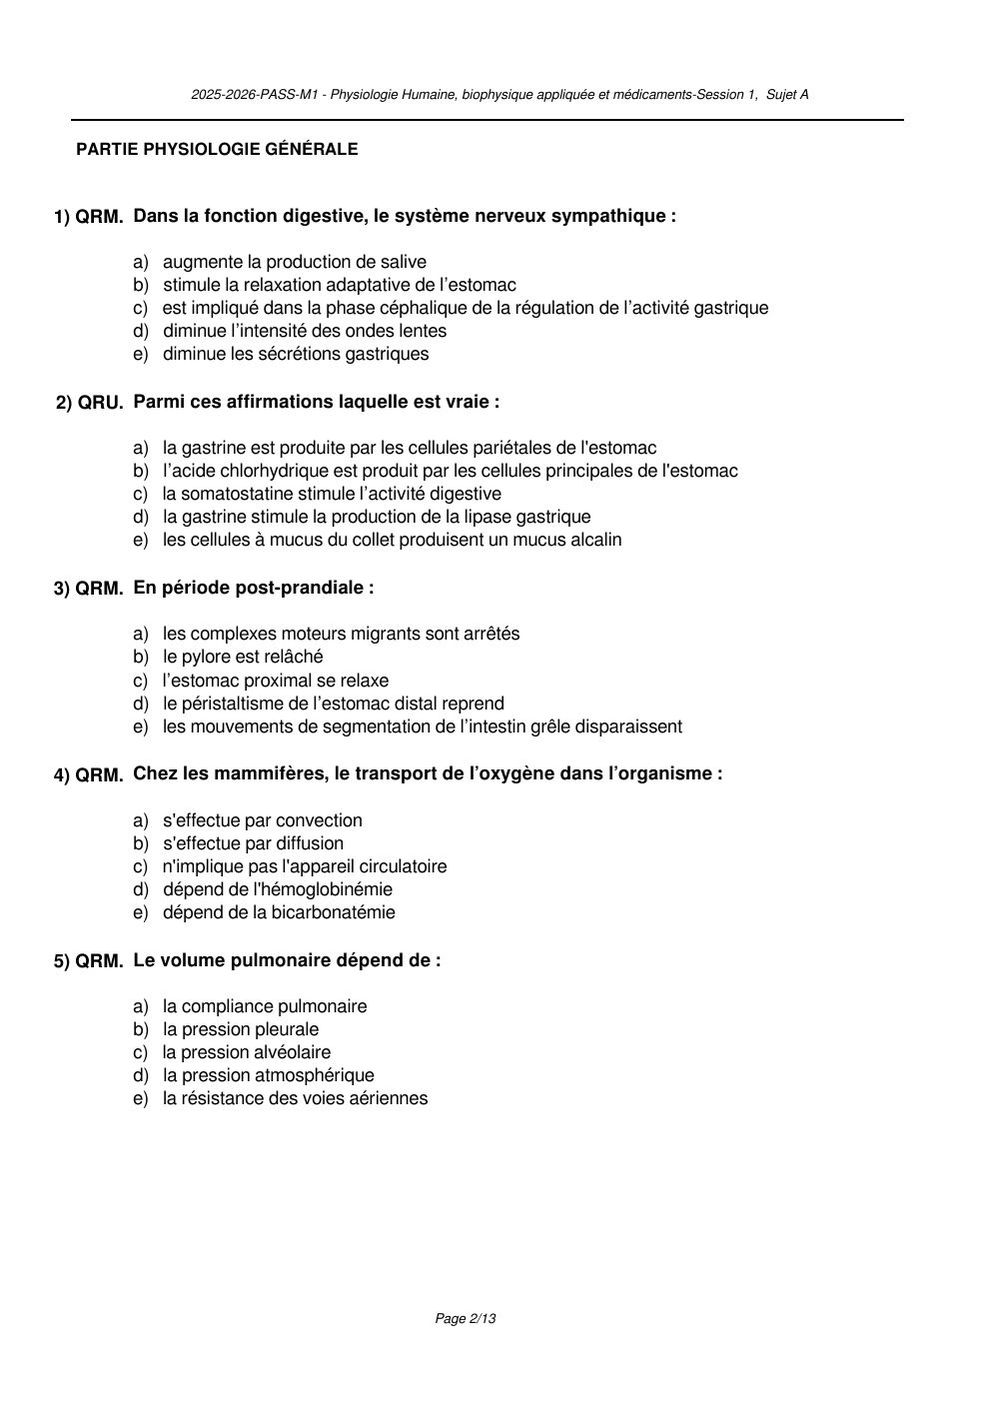 2025-2026-PASS-M1 - Physiologie Humaine, biophysique appliquée et médicaments-Session 1, Sujet A
PARTIE PHYSIOLOGIE GÉNÉRALE
1) QRM. Dans la fonction digestive, le système nerveux sympathique :
a) augmente la production de salive
b) stimule la relaxation adaptative de l’estomac
c) est impliqué dans la phase céphalique de la régulation de l’activité gastrique
d) diminue l’intensité des ondes lentes
e) diminue les sécrétions gastriques
2) QRU. Parmi ces affirmations laquelle est vraie :
a) la gastrine est produite par les cellules pariétales de l'estomac
b) l’acide chlorhydrique est produit par les cellules principales de l'estomac
c) la somatostatine stimule l’activité digestive
d) la gastrine stimule la production de la lipase gastrique
e) les cellules à mucus du collet produisent un mucus alcalin
3) QRM. En période post-prandiale :
a) les complexes moteurs migrants sont arrêtés
b) le pylore est relâché
c) l’estomac proximal se relaxe
d) le péristaltisme de l’estomac distal reprend
e) les mouvements de segmentation de l’intestin grêle disparaissent
4) QRM. Chez les mammifères, le transport de l’oxygène dans l’organisme :
a) s'effectue par convection
b) s'effectue par diffusion
c) n'implique pas l'appareil circulatoire
d) dépend de l'hémoglobinémie
e) dépend de la bicarbonatémie
5) QRM. Le volume pulmonaire dépend de :
a) la compliance pulmonaire
b) la pression pleurale
c) la pression alvéolaire
d) la pression atmosphérique
e) la résistance des voies aériennes
Page 2/13